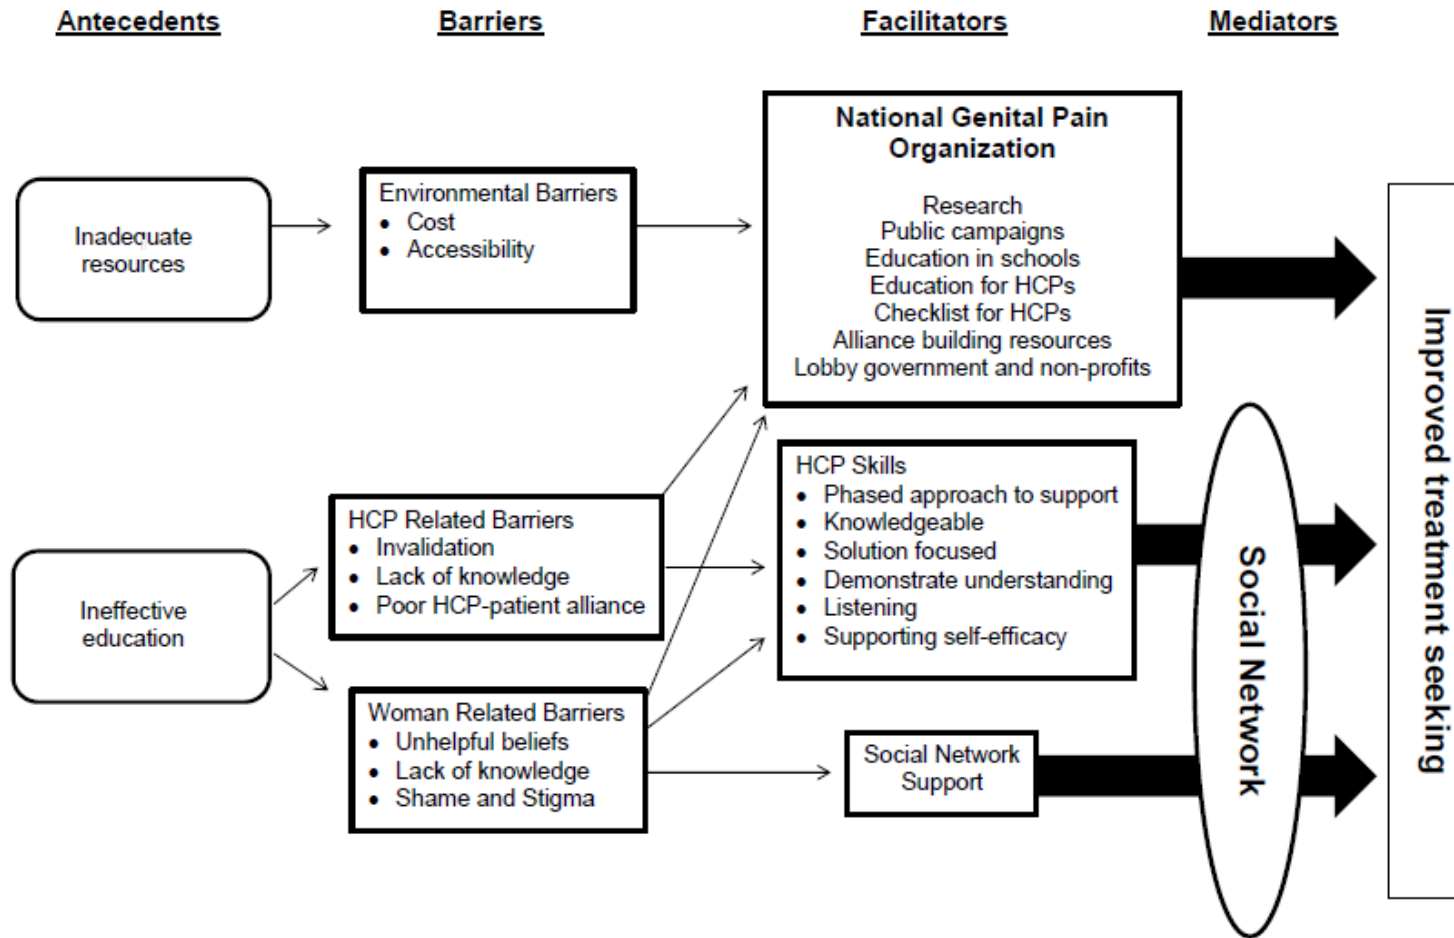 Antecedents
Barriers
Facilitators
Mediators
Inadequate
resources
Environmental Barriers
• Cost
• Accessibility
National Genital Pain
Organization
Research
Public campaigns
Education in schools
Education for HCPs
Checklist for HCPs
Alliance building resources
Lobby government and non-profits
Ineffective
education
HCP Related Barriers
• Invalidation
• Lack of knowledge
• Poor HCP-patient alliance
Woman Related Barriers
• Unhelpful beliefs
• Lack of knowledge
• Shame and Stigma
HCP Skills
• Phased approach to support
• Knowledgeable
• Solution focused
• Demonstrate understanding
• Listening
• Supporting self-efficacy
Social Network
Support
Social Network
Improved treatment seeking